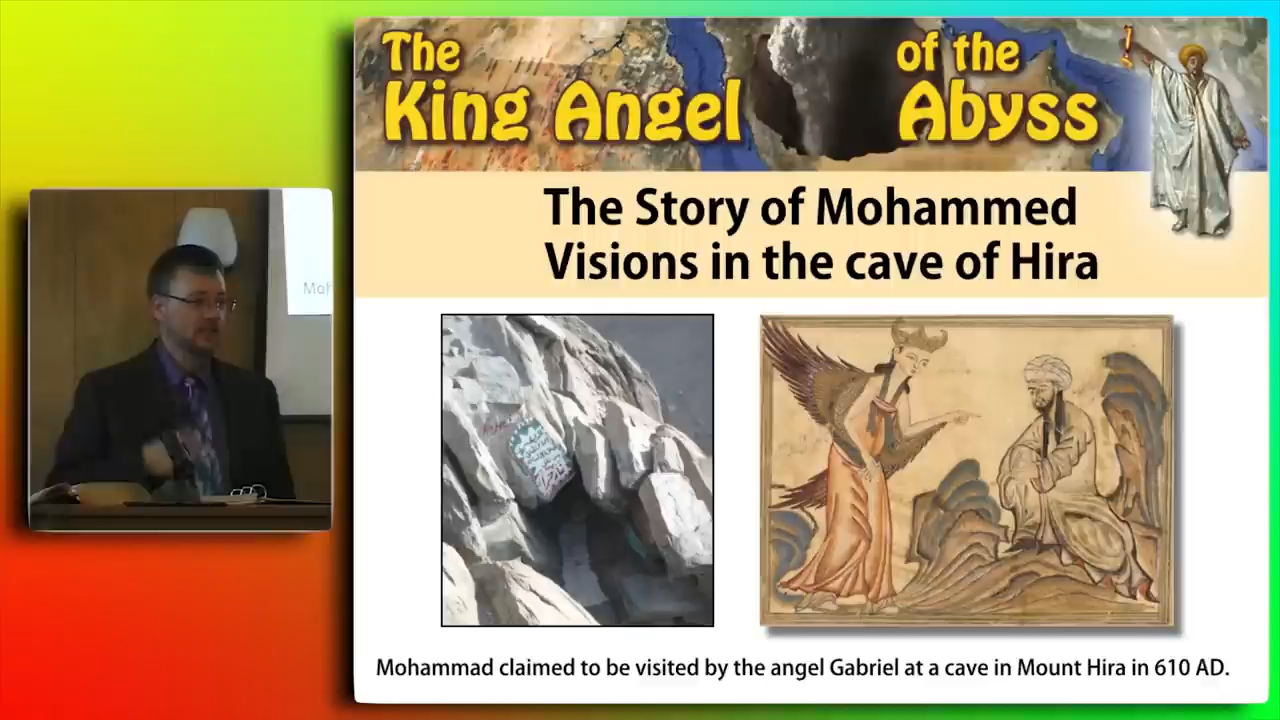 The of the
King Angel Abyss
The Story of Mohammed
Visions in the cave of Hira
Moh
Mohammad claimed to be visited by the angel Gabriel at a cave in Mount Hira in 610 AD.